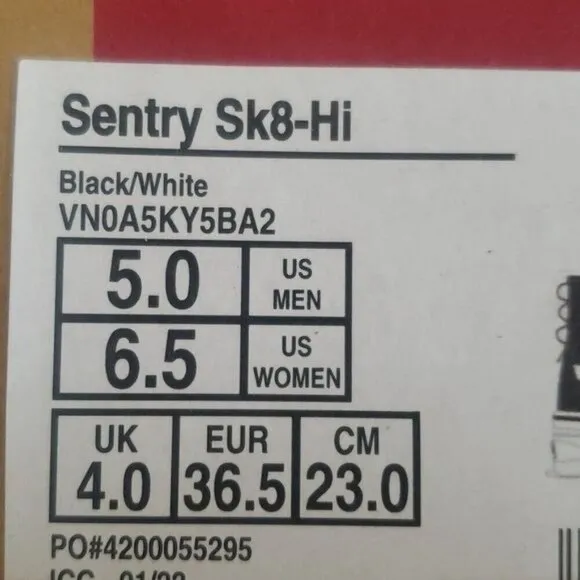 Sentry Sk8-Hi
Black/White
VN0A5KY5BA2
5.0 US MEN
6.5 US WOMEN
UK EUR CM
4.0 36.5 23.0
PO#4200055295